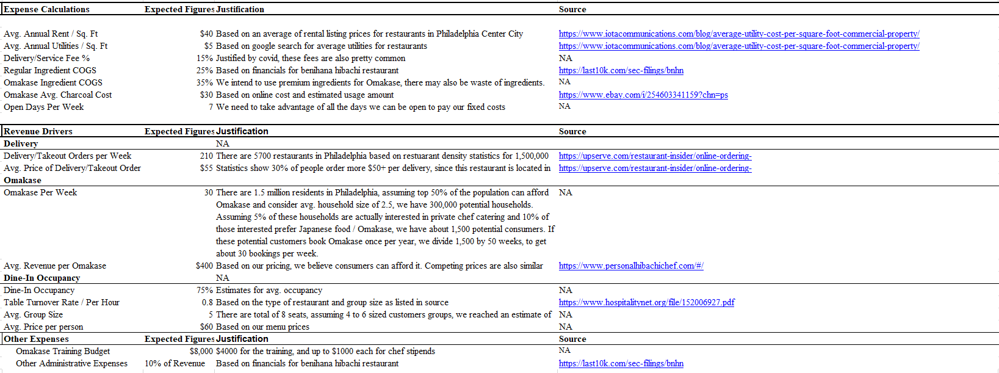 Expense Calculations Expected Figures Justification Source
Avg. Annual Rent / Sq. Ft $40 Based on an average of rental listing prices for restaurants in Philadelphia Center City https://www.iotacommunications.com/blog/average-utility-cost-per-square-foot-commercial-property/
Avg. Annual Utilities / Sq. Ft $5 Based on google search for average utilities for restaurants https://www.iotacommunications.com/blog/average-utility-cost-per-square-foot-commercial-property/
Delivery/Service Fee % 15% Justified by covid, these fees are also pretty common NA
Regular Ingredient COGS 25% Based on financials for benihana hibachi restaurant https://last10k.com/sec-filings/bnhn
Omakase Ingredient COGS 35% We intend to use premium ingredients for Omakase, there may also be waste of ingredients. NA
Omakase Avg. Charcoal Cost $30 Based on online cost and estimated usage amount https://www.ebay.com/i/254603341159?chn=ps
Open Days Per Week 7 We need to take advantage of all the days we can be open to pay our fixed costs NA
Revenue Drivers Expected Figures Justification Source
Delivery NA
Delivery/Takeout Orders per Week 210 There are 5700 restaurants in Philadelphia based on restuarant density statistics for 1,500,000 https://upserve.com/restaurant-insider/online-ordering-
Avg. Price of Delivery/Takeout Order $55 Statistics show 30% of people order more $50+ per delivery, since this restaurant is located in https://upserve.com/restaurant-insider/online-ordering-
Omakase
Omakase Per Week 30 There are 1.5 million residents in Philadelphia, assuming top 50% of the population can afford NA
Omakase and consider avg. household size of 2.5, we have 300,000 potential households.
Assuming 5% of these households are actually interested in private chef catering and 10% of
those interested prefer Japanese food / Omakase, we have about 1,500 potential consumers. If
these potential customers book Omakase once per year, we divide 1,500 by 50 weeks, to get
about 30 bookings per week.
Avg. Revenue per Omakase $400 Based on our pricing, we believe consumers can afford it. Competing prices are also similar https://www.personalhibachichef.com/#/
Dine-In Occupancy NA
Dine-In Occupancy 75% Estimates for avg. occupancy NA
Table Turnover Rate / Per Hour 0.8 Based on the type of restaurant and group size as listed in source https://www.hospitalitynet.org/file/152006927.pdf
Avg. Group Size 5 There are total of 8 seats, assuming 4 to 6 sized customers groups, we reached an estimate of NA
Avg. Price per person $60 Based on our menu prices NA
Other Expenses Expected Figures Justification Source
Omakase Training Budget $8,000 $4000 for the training, and up to $1000 each for chef stipends NA
Other Administrative Expenses 10% of Revenue Based on financials for benihana hibachi restaurant https://last10k.com/sec-filings/bnhn